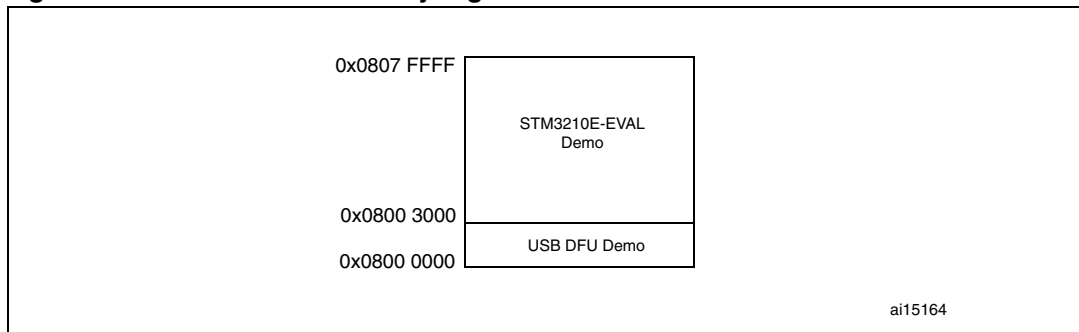 0x0807 FFFF
STM3210E-EVAL
Demo
0x0800 3000
USB DFU Demo
0x0800 0000
ai15164